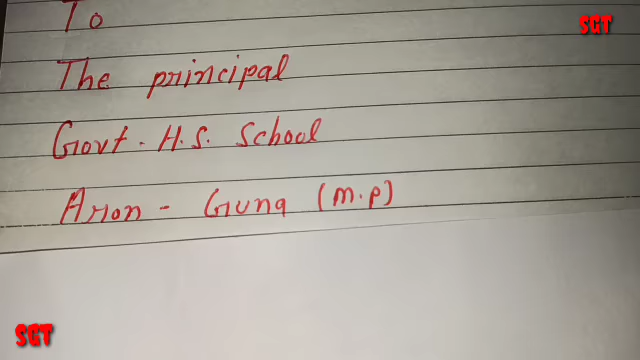 SGT
To
The principal
Govt. H.S. School
Aron - Guna (m.p)
SGT